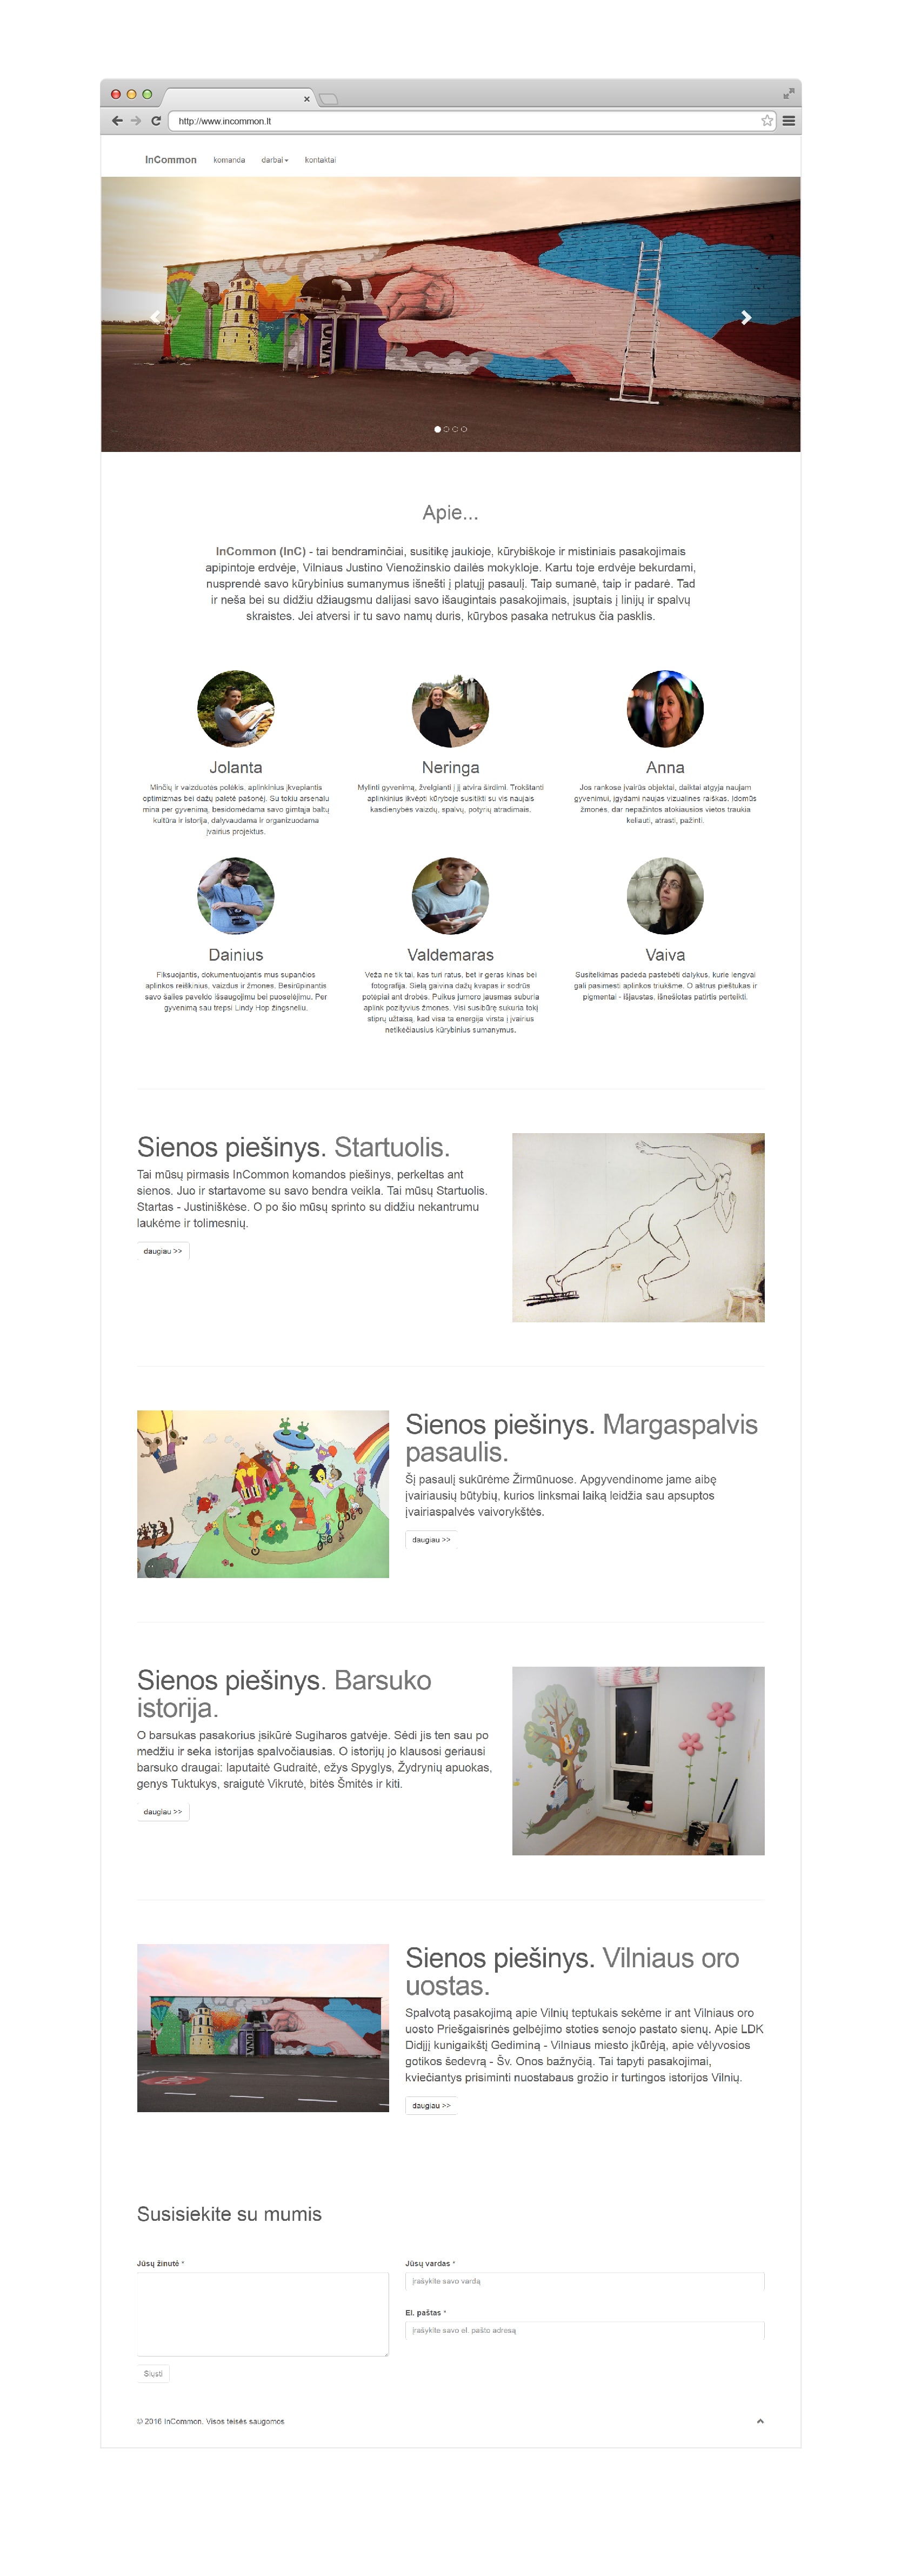 http://www.incommon.lt
InCommon komanda darbai kontaktai
Apie...
InCommon (InC) - tai bendraminčiai, susitikę jaukioje, kūrybiškoje ir mistiniais pasakojimais
apipintoje erdvėje, Vilniaus Justino Vienožinskio dailės mokykloje. Kartu toje erdvėje bekurdami,
nusprendė savo kūrybinius sumanymus išnešti į platųjį pasaulį. Taip sumanė, taip ir padarė. Tad
ir neša bei su didžiu džiaugsmu dalijasi savo išaugintais pasakojimais, įsuptais į linijų ir spalvų
skraistes. Jei atversi ir tu savo namų duris, kūrybos pasaka netrukus čia pasklis.
Jolanta
Minčių ir vaizduotės polėkis, aplinkinius įkvepiantis
optimizmas bei dažų paletė pašonėj. Su tokiu arsenalu
mina per gyvenimą, besidomėdama savo gimtąja baltų
kultūra ir istorija, dalyvaudama ir organizuodama
įvairius projektus.
Neringa
Mylinti gyvenimą, žvelgianti į jį atvira širdimi. Trokštanti
aplinkinius įkvėpti kūryboje susitikti su vis naujais
kasdienybės vaizdų, spalvų, potyrių atradimais.
Anna
Jos rankose įvairūs objektai, daiktai atgyja naujam
gyvenimui, įgydami naujas vizualines raiškas. Įdomūs
žmonės, dar nepažintos atokiausios vietos traukia
keliauti, atrasti, pažinti.
Dainius
Fiksuojantis, dokumentuojantis mus supančios
aplinkos reiškinius, vaizdus ir žmones. Besirūpinantis
savo šalies paveldo išsaugojimu bei puoselėjimu. Per
gyvenimą sau trepsi Lindy Hop žingsneliu.
Valdemaras
Veža ne tik tai, kas turi ratus, bet ir geras kinas bei
fotografija. Sielą gaivina dažų kvapas ir sodrūs
potėpiai ant drobės. Puikus jumoro jausmas suburia
aplink pozityvius žmones. Visi susibūrę sukuria tokį
stiprų užtaisą, kad visa ta energija virsta į įvairius
netikėčiausius kūrybinius sumanymus.
Vaiva
Susitelkimas padeda pastebėti dalykus, kurie lengvai
gali pasimesti aplinkos triukšme. O aštrus pieštukas ir
pigmentai - išjaustas, išnešiotas patirtis perteikti.
Sienos piešinys. Startuolis.
Tai mūsų pirmasis InCommon komandos piešinys, perkeltas ant
sienos. Juo ir startavome su savo bendra veikla. Tai mūsų Startuolis.
Startas - Justiniškėse. O po šio mūsų sprinto su didžiu nekantrumu
laukėme ir tolimesnių.
daugiau >>
Sienos piešinys. Margaspalvis
pasaulis.
Šį pasaulį sukūrėme Žirmūnuose. Apgyvendinome jame aibę
įvairiausių būtybių, kurios linksmai laiką leidžia sau apsuptos
įvairiaspalvės vaivorykštės.
daugiau >>
Sienos piešinys. Barsuko
istorija.
O barsukas pasakorius įsikūrė Sugiharos gatvėje. Sėdi jis ten sau po
medžiu ir seka istorijas spalvočiausias. O istorijų jo klausosi geriausi
barsuko draugai: laputaitė Gudraitė, ežys Spyglys, Žydrynių apuokas,
genys Tuktukys, sraigutė Vikrutė, bitės Šmitės ir kiti.
daugiau >>
Sienos piešinys. Vilniaus oro
uostas.
Spalvotą pasakojimą apie Vilnių teptukais sekėme ir ant Vilniaus oro
uosto Priešgaisrinės gelbėjimo stoties senojo pastato sienų. Apie LDK
Didįjį kunigaikštį Gediminą - Vilniaus miesto įkūrėją, apie vėlyvosios
gotikos šedevrą - Šv. Onos bažnyčią. Tai tapyti pasakojimai,
kviečiantys prisiminti nuostabaus grožio ir turtingos istorijos Vilnių.
daugiau >>
Susisiekite su mumis
Jūsų žinutė *
Jūsų vardas *
Įrašykite savo vardą
El. paštas *
Įrašykite savo el. pašto adresą
Siųsti
© 2016 InCommon. Visos teisės saugomos